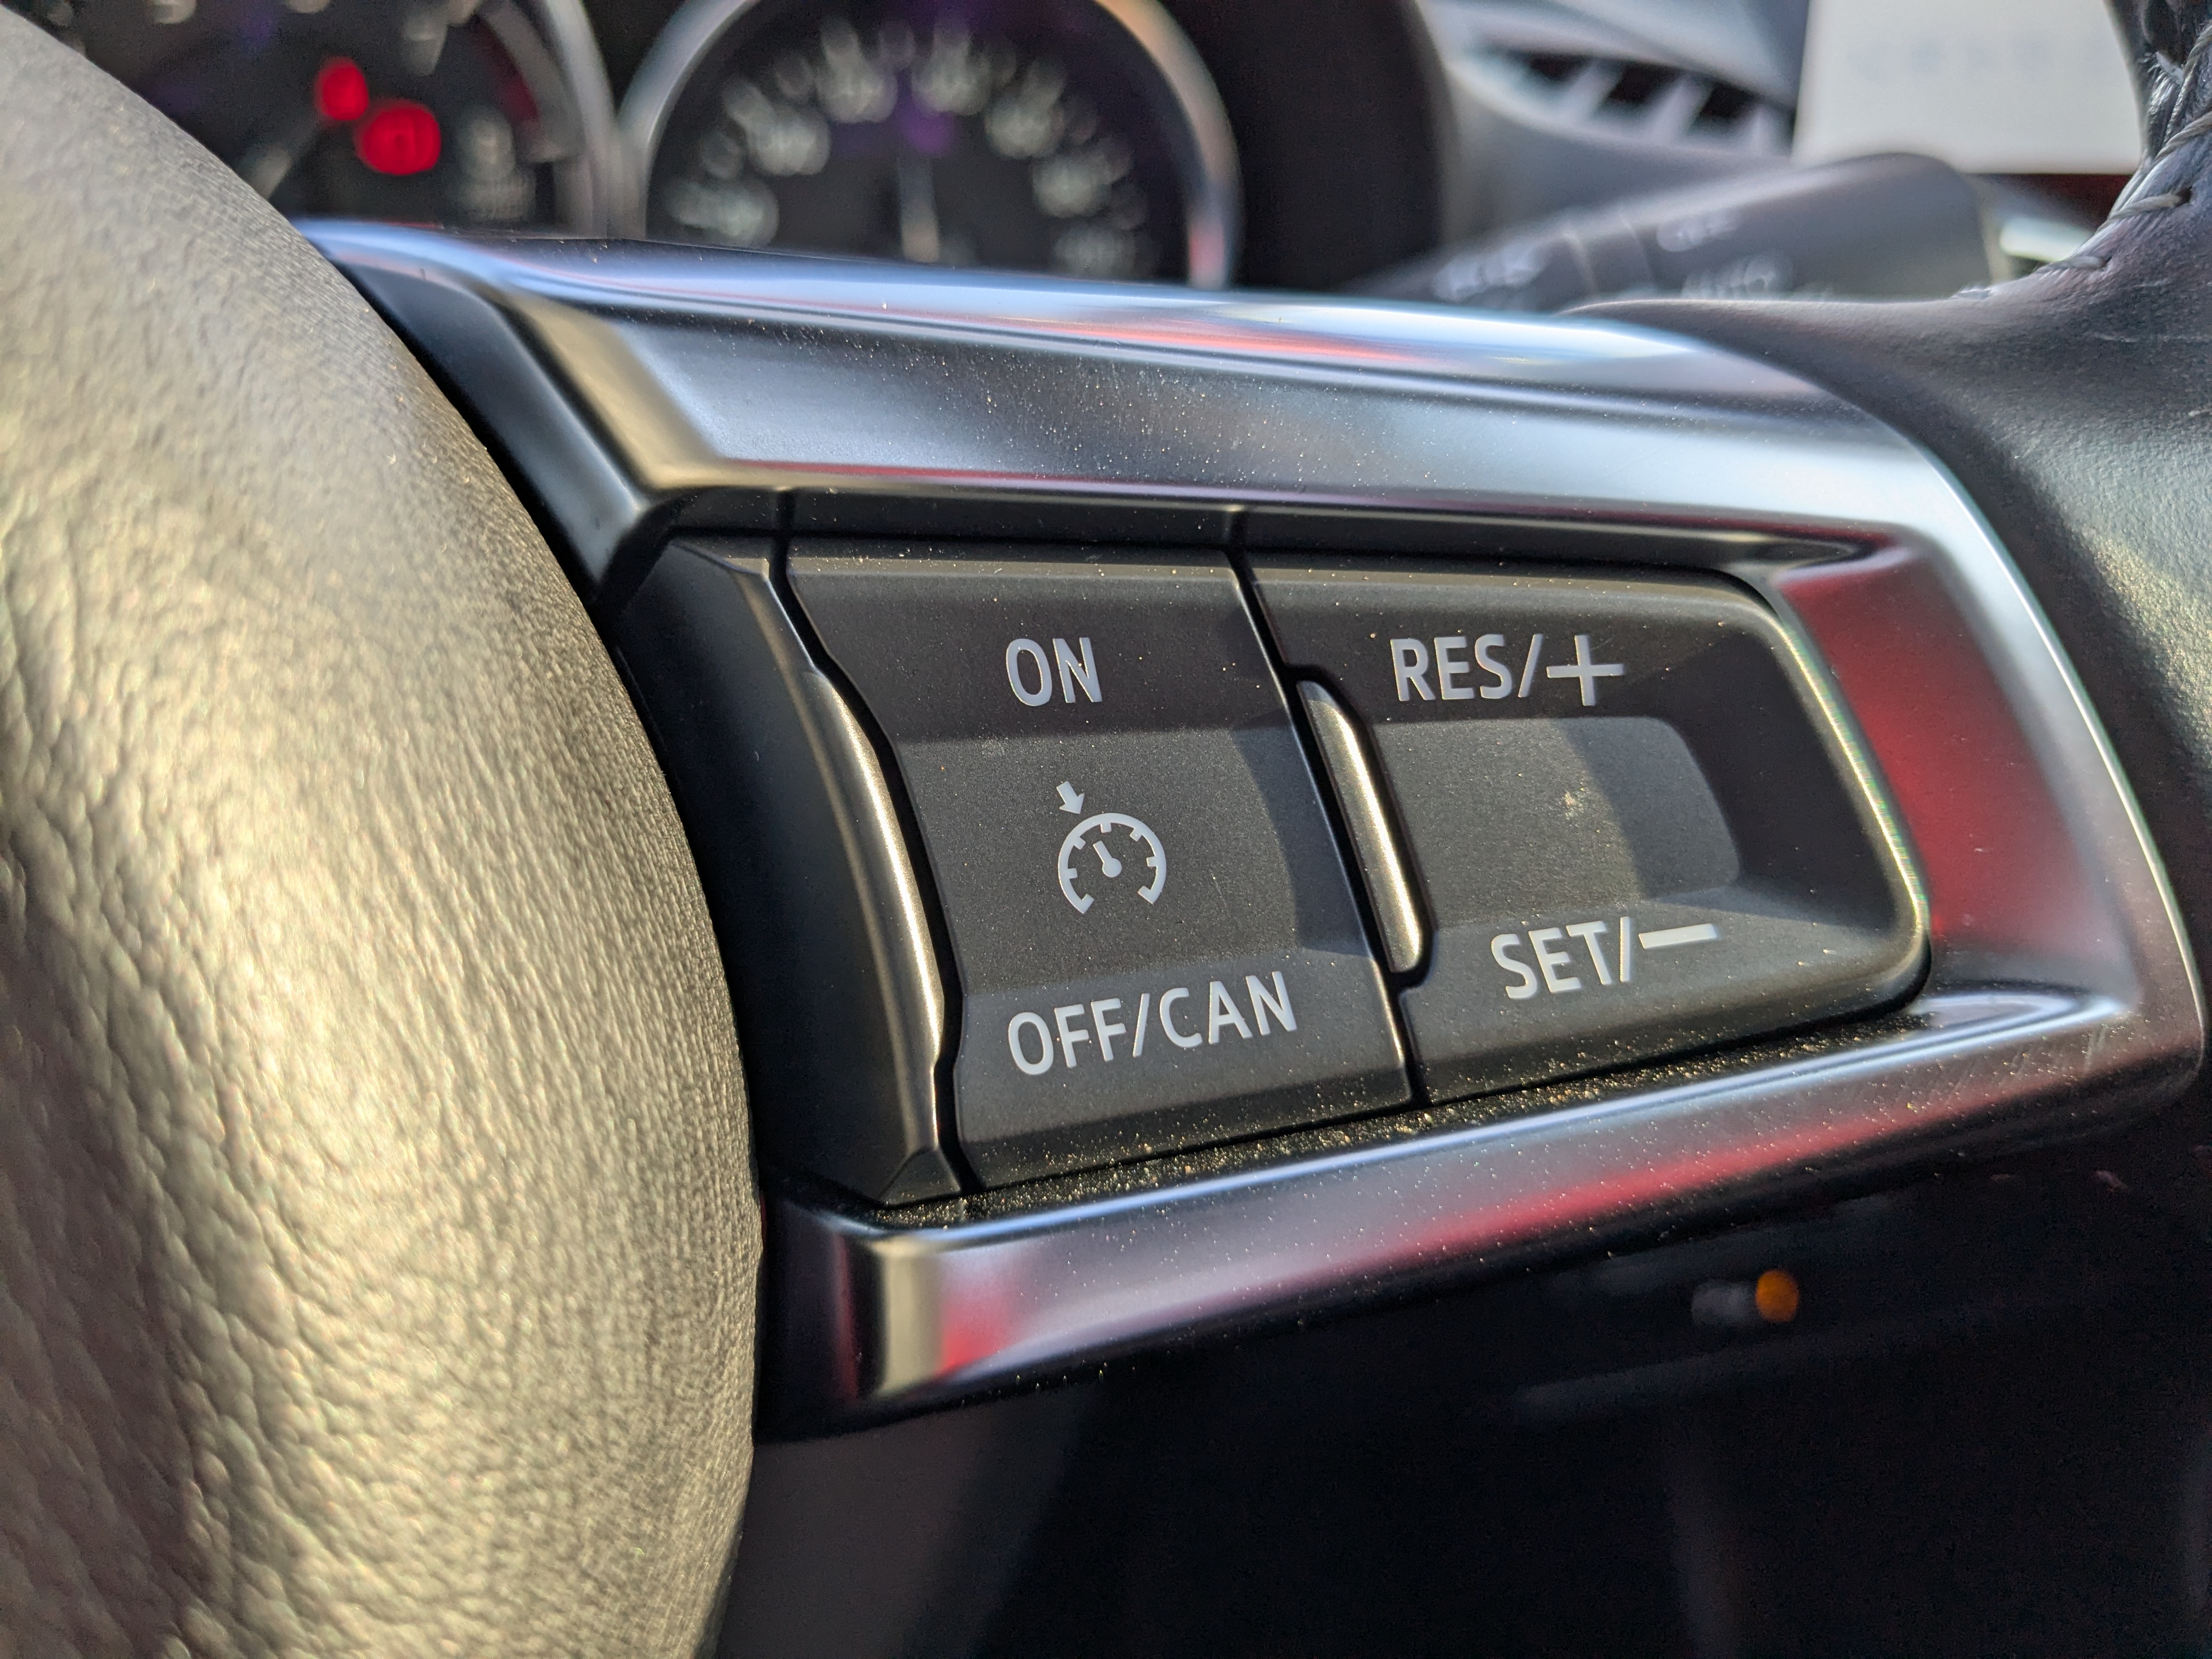 ON
RES/+
OFF/CAN
SET/−